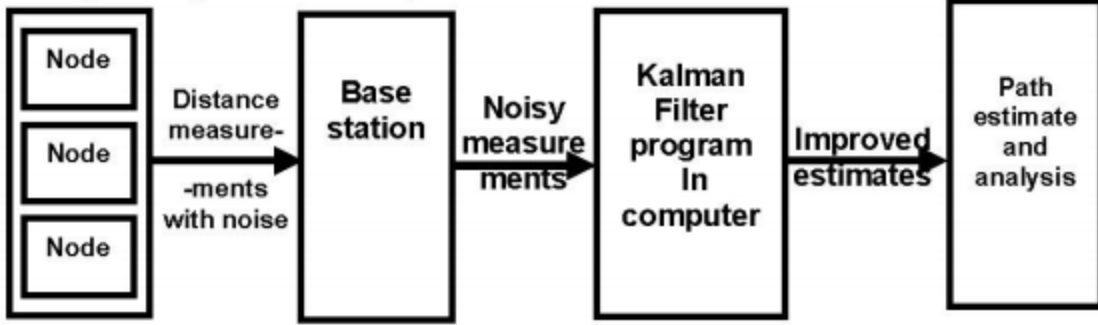 Node
Node
Node
Distance
measure-
-ments
with noise
Base
station
Noisy
measure
ments
Kalman
Filter
program
In
computer
Improved
estimates
Path
estimate
and
analysis